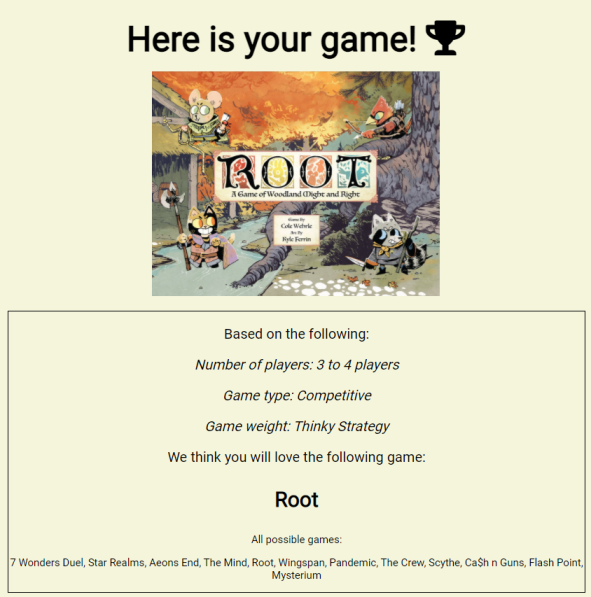 Here is your game!
ROOT
A Game of Woodland Might and Right
Game By
Cole Wehrle
Art By
Kyle Ferrin
Based on the following:
Number of players: 3 to 4 players
Game type: Competitive
Game weight: Thinky Strategy
We think you will love the following game:
Root
All possible games:
7 Wonders Duel, Star Realms, Aeons End, The Mind, Root, Wingspan, Pandemic, The Crew, Scythe, Ca$h n Guns, Flash Point,
Mysterium